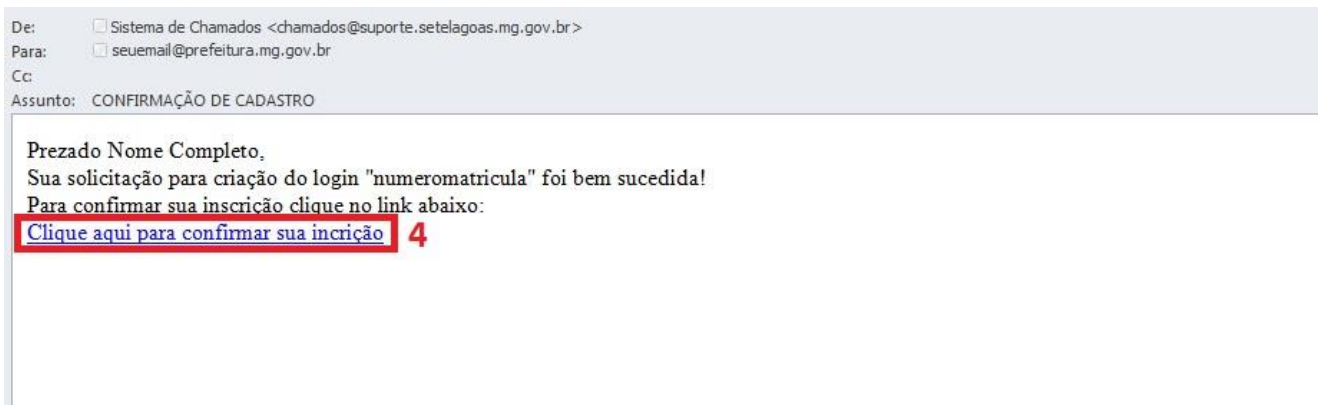 De: Sistema de Chamados <chamados@suporte.setelagoas.mg.gov.br>
Para: seuemail@prefeitura.mg.gov.br
Cc:
Assunto: CONFIRMAÇÃO DE CADASTRO
Prezado Nome Completo,
Sua solicitação para criação do login "numeromatricula" foi bem sucedida!
Para confirmar sua inscrição clique no link abaixo:
Clique aqui para confirmar sua incrição 4